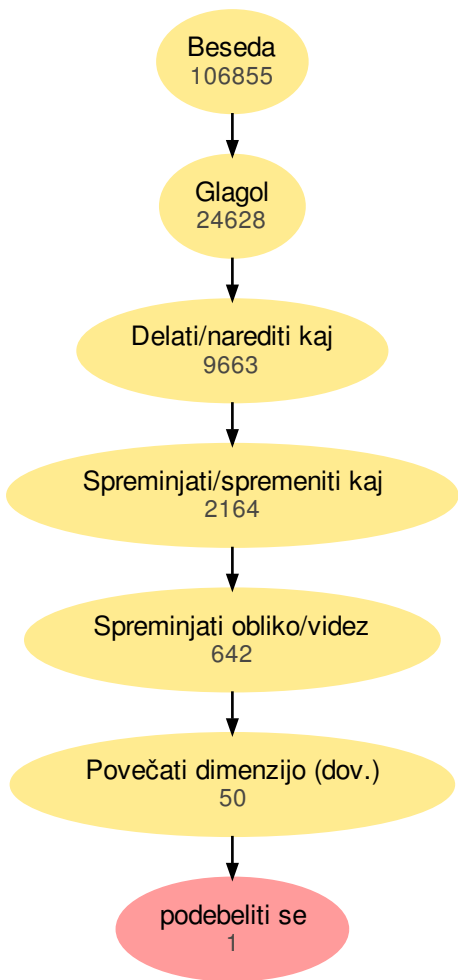 Beseda
106855
Glagol
24628
Delati/narediti kaj
9663
Spreminjati/spremeniti kaj
2164
Spreminjati obliko/videz
642
Povečati dimenzijo (dov.)
50
podebeliti se
1